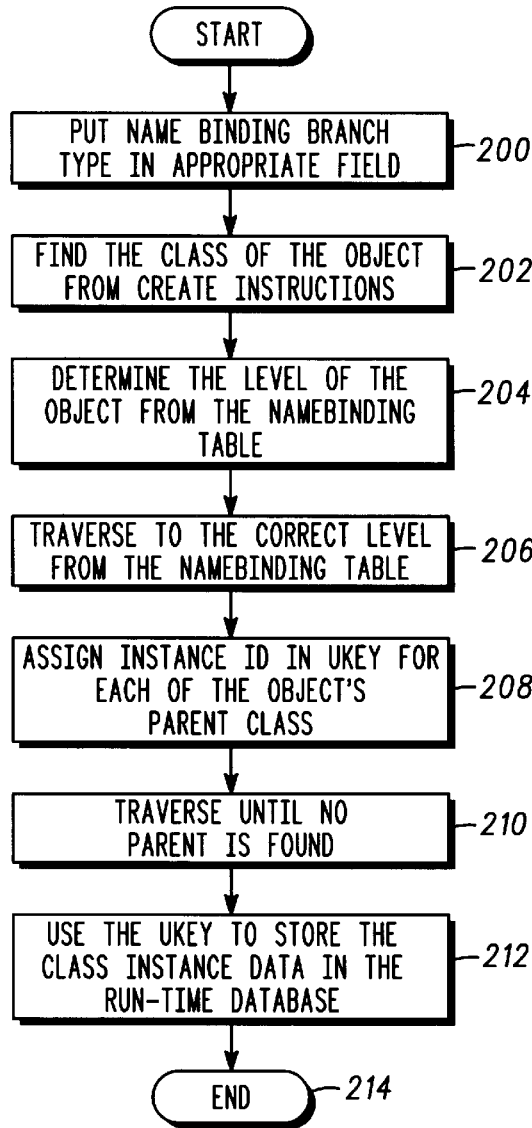 START
PUT NAME BINDING BRANCH
TYPE IN APPROPRIATE FIELD
200
FIND THE CLASS OF THE OBJECT
FROM CREATE INSTRUCTIONS
202
DETERMINE THE LEVEL OF THE
OBJECT FROM THE NAMEBINDING
TABLE
204
TRAVERSE TO THE CORRECT LEVEL
FROM THE NAMEBINDING TABLE
206
ASSIGN INSTANCE ID IN UKEY FOR
EACH OF THE OBJECT'S
PARENT CLASS
208
TRAVERSE UNTIL NO
PARENT IS FOUND
210
USE THE UKEY TO STORE THE
CLASS INSTANCE DATA IN THE
RUN-TIME DATABASE
212
END
214